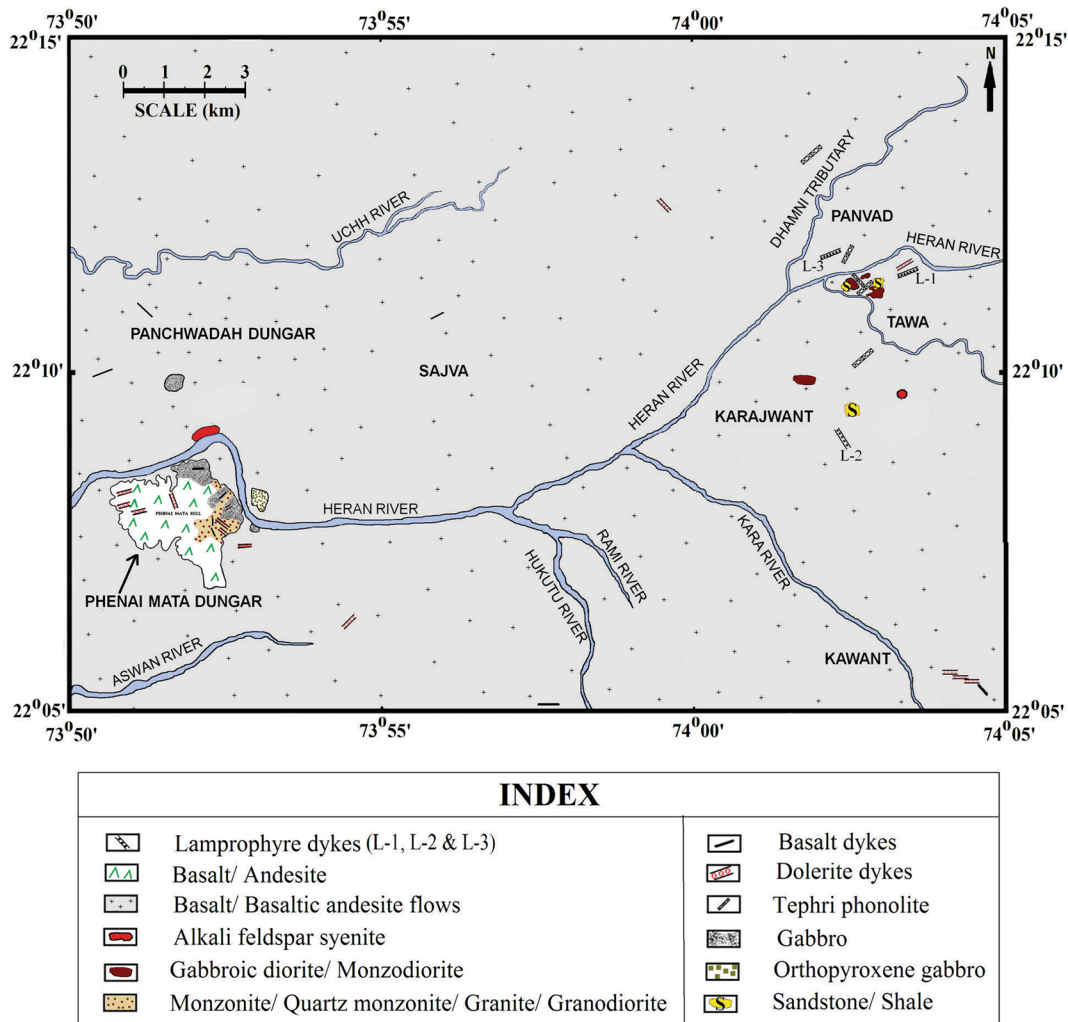 73⁰50' 73⁰55' 74⁰00' 74⁰05'
22⁰15' 22⁰15'
0 1 2 3
SCALE (km)
N
DHAMNI TRIBUTARY
UCHH RIVER
PANVAD
HERAN RIVER
L-3
L-1
S S
PANCHWADAH DUNGAR
TAWA
22⁰10' 22⁰10'
SAJVA
HERAN RIVER
KARAJWANT
S
L-2
PHENAI MATA HILL
HERAN RIVER
KARA RIVER
RAMI RIVER
HUKUTU RIVER
PHENAI MATA DUNGAR
ASWAN RIVER
KAWANT
22⁰05' 22⁰05'
73⁰50' 73⁰55' 74⁰00' 74⁰05'
INDEX
Lamprophyre dykes (L-1, L-2 & L-3)
Basalt/ Andesite
Basalt/ Basaltic andesite flows
Alkali feldspar syenite
Gabbroic diorite/ Monzodiorite
Monzonite/ Quartz monzonite/ Granite/ Granodiorite
Basalt dykes
Dolerite dykes
Tephri phonolite
Gabbro
Orthopyroxene gabbro
S Sandstone/ Shale